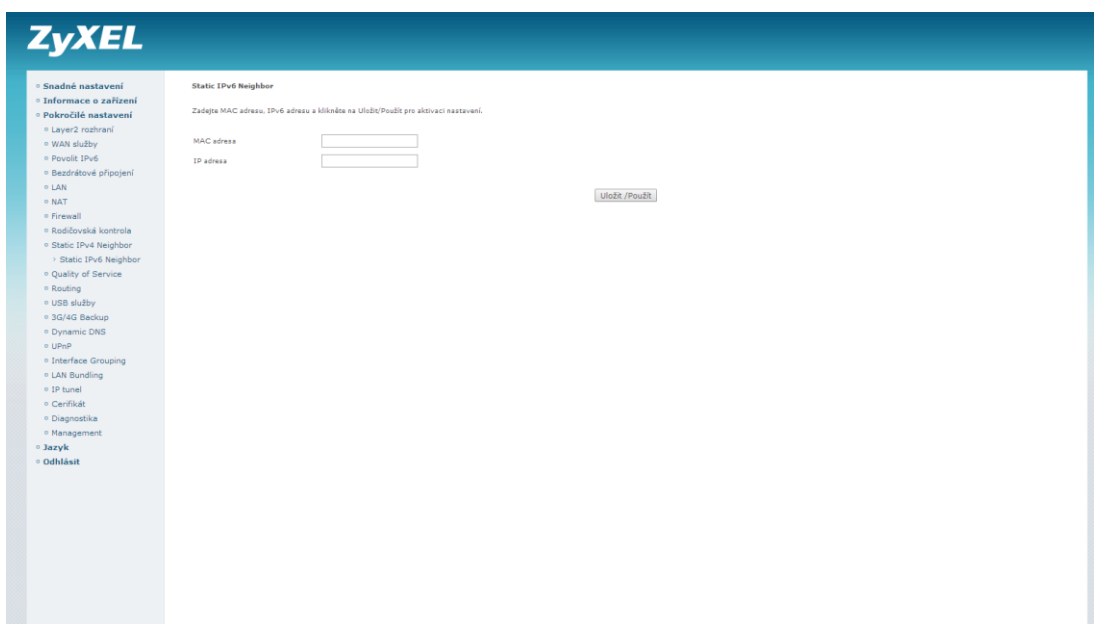 ZyXEL
Snadné nastavení
Informace o zařízení
Pokročilé nastavení
Layer2 rozhraní
WAN služby
Povolit IPv6
Bezdrátové připojení
LAN
NAT
Firewall
Rodičovská kontrola
Static IPv4 Neighbor
Static IPv6 Neighbor
Quality of Service
Routing
USB služby
3G/4G Backup
Dynamic DNS
UPnP
Interface Grouping
LAN Bundling
IP tunel
Cerifikát
Diagnostika
Management
Jazyk
Odhlásit
Static IPv6 Neighbor
Zadejte MAC adresu, IPv6 adresu a klikněte na Uložit/Použít pro aktivaci nastavení.
MAC adresa
IP adresa
Uložit /Použít